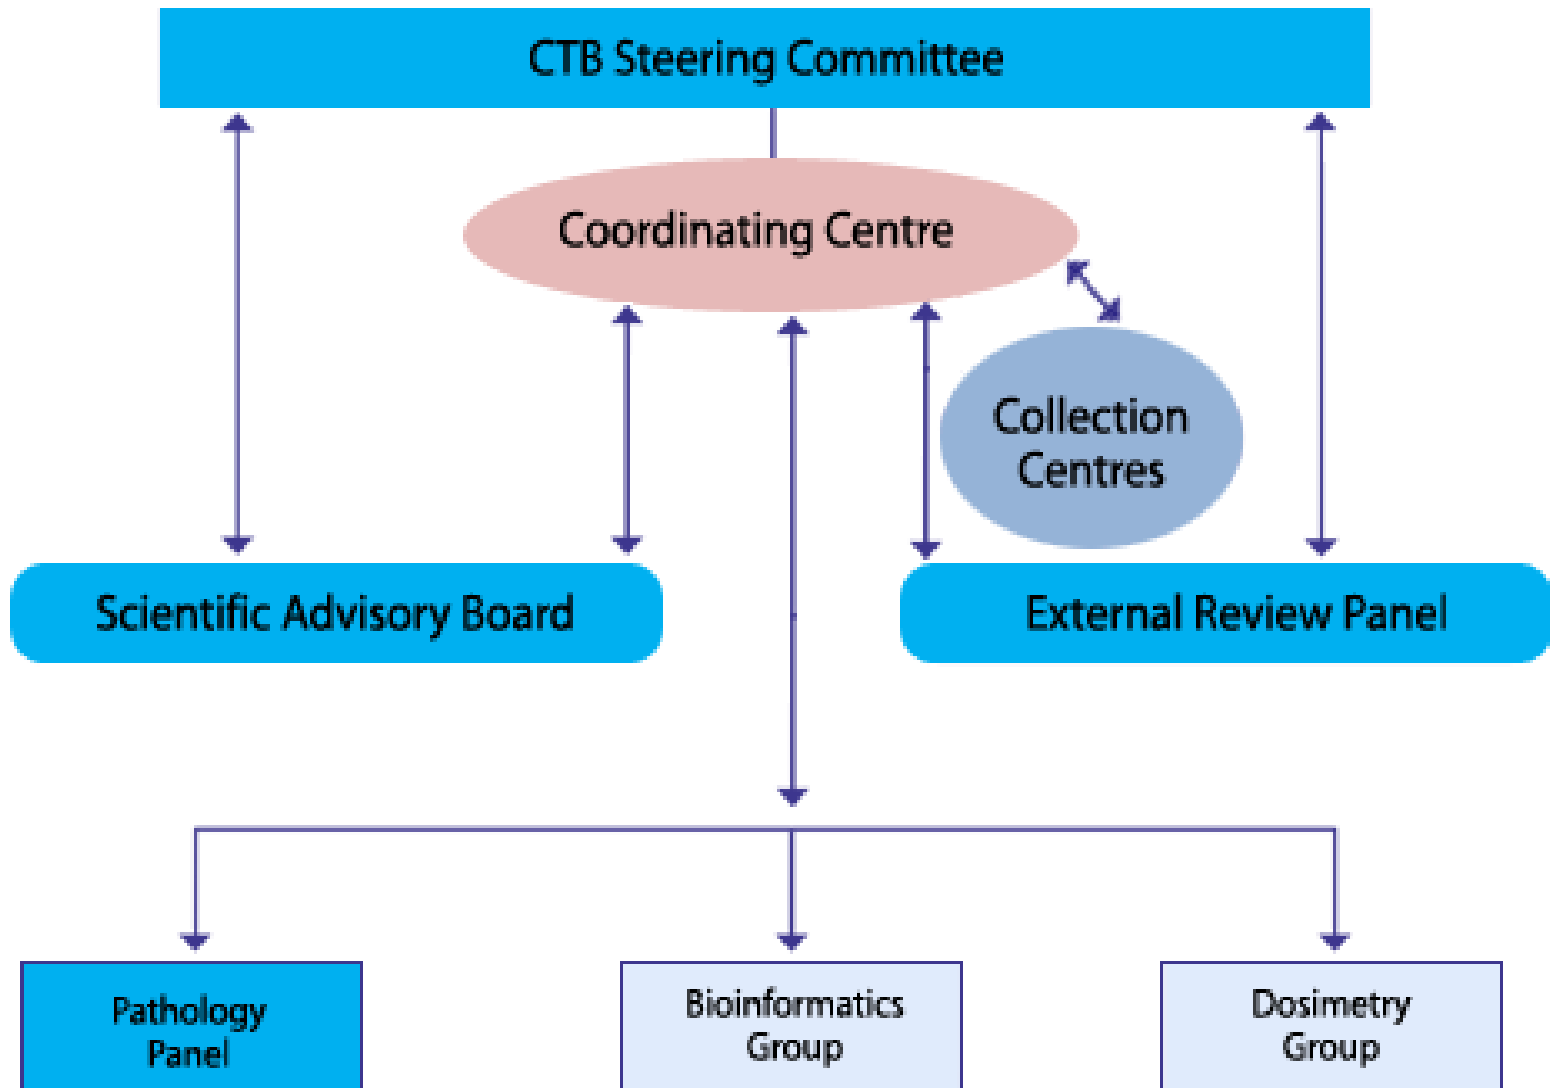 CTB Steering Committee
Coordinating Centre
Collection
Centres
Scientific Advisory Board
External Review Panel
Pathology
Panel
Bioinformatics
Group
Dosimetry
Group